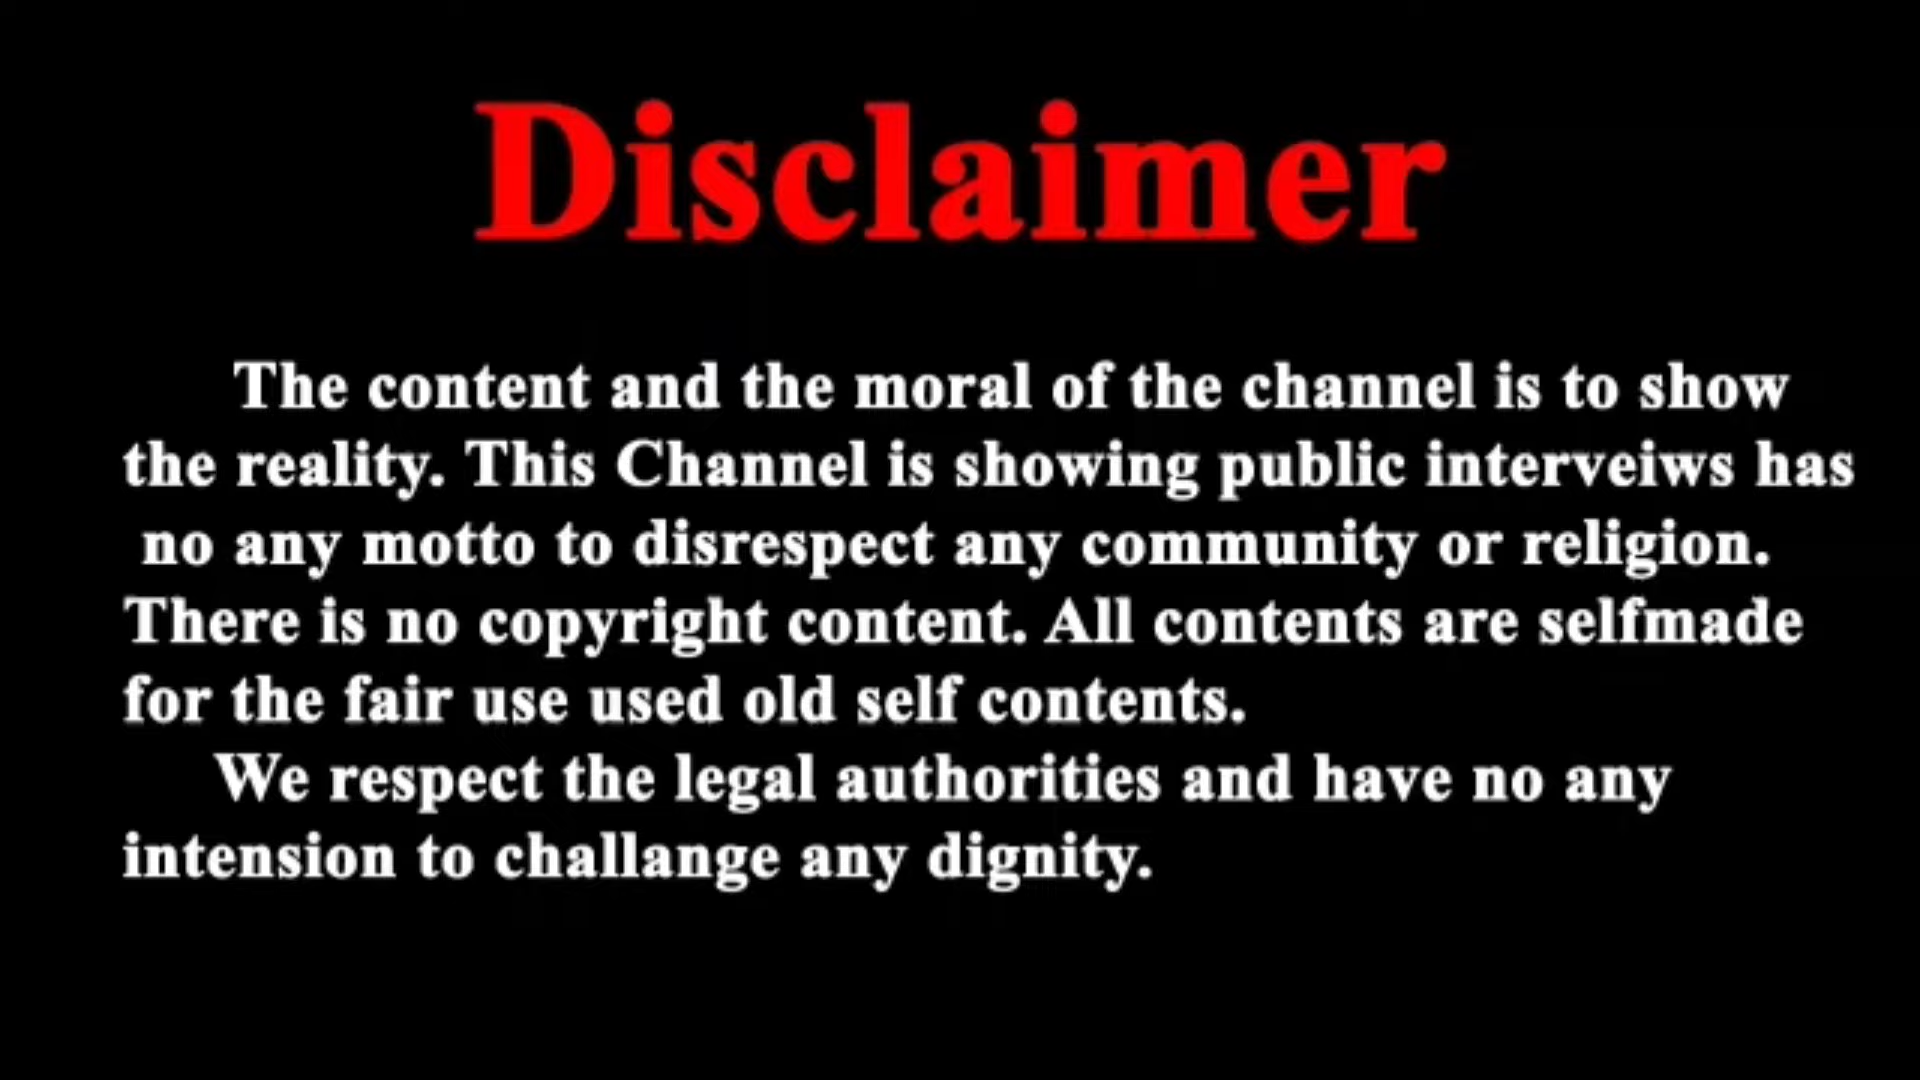 Disclaimer
The content and the moral of the channel is to show
the reality. This Channel is showing public interveiws has
no any motto to disrespect any community or religion.
There is no copyright content. All contents are selfmade
for the fair use used old self contents.
We respect the legal authorities and have no any
intension to challange any dignity.